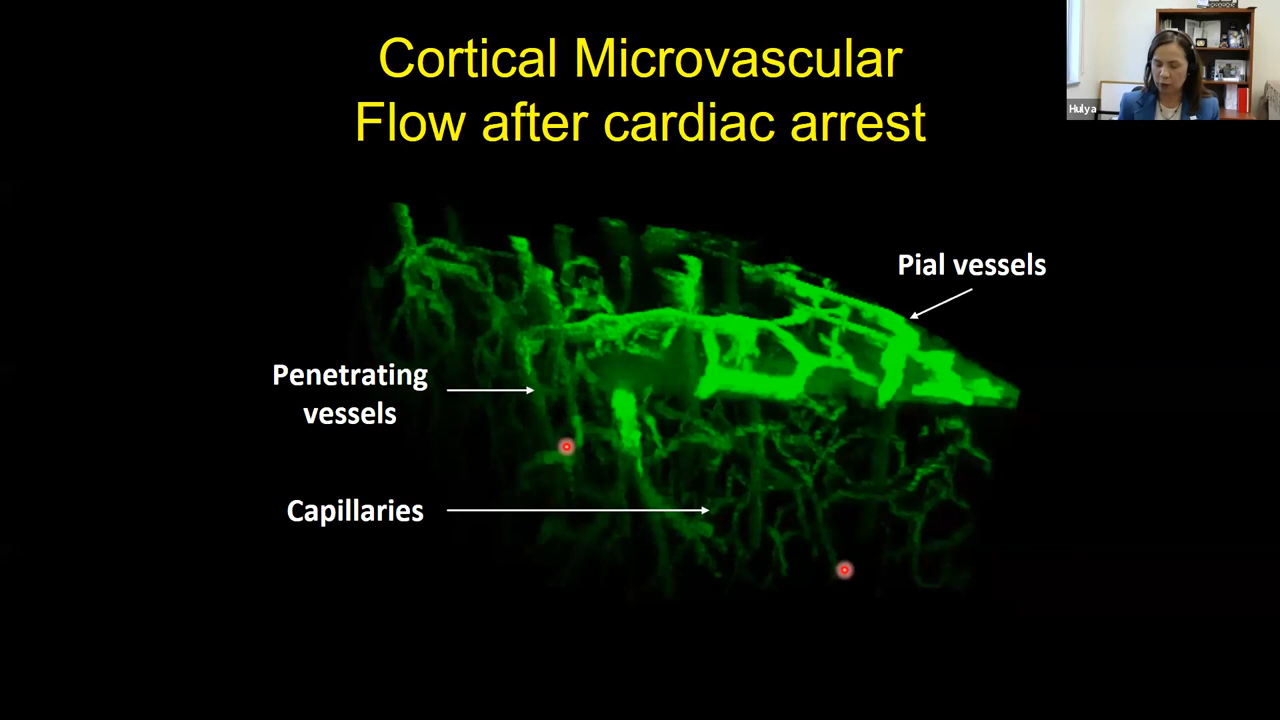 Cortical Microvascular
Flow after cardiac arrest
Hulya
Pial vessels
Penetrating
vessels
Capillaries